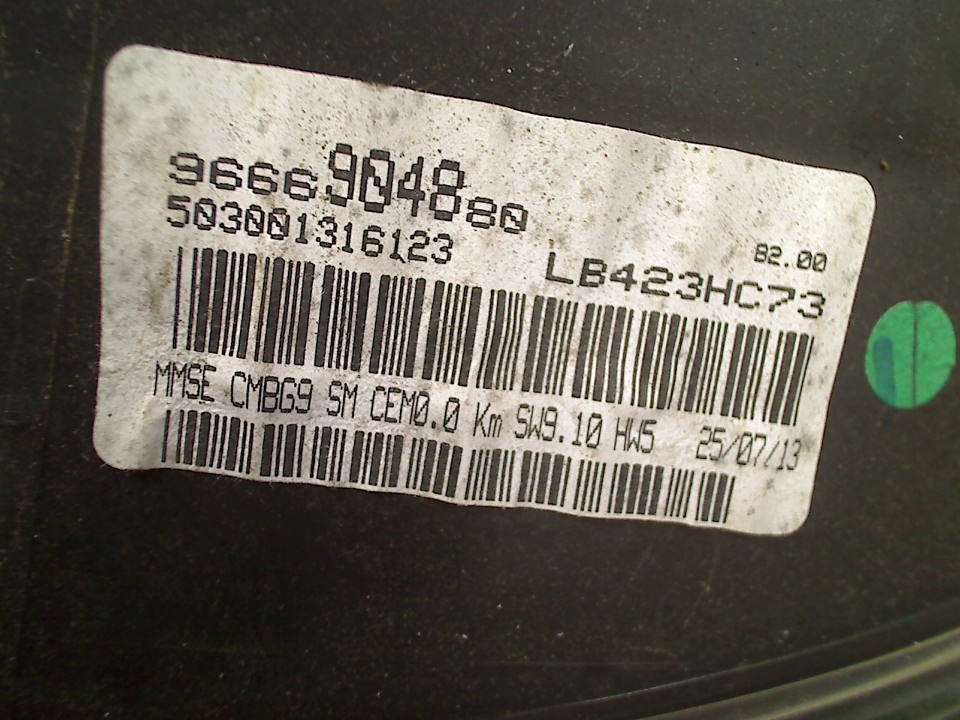 9666904880
503001316123
82.00
LB423HC73
MMSE CMBG9 SM CEM0.0 Km SW9.10 HW5 25/07/13